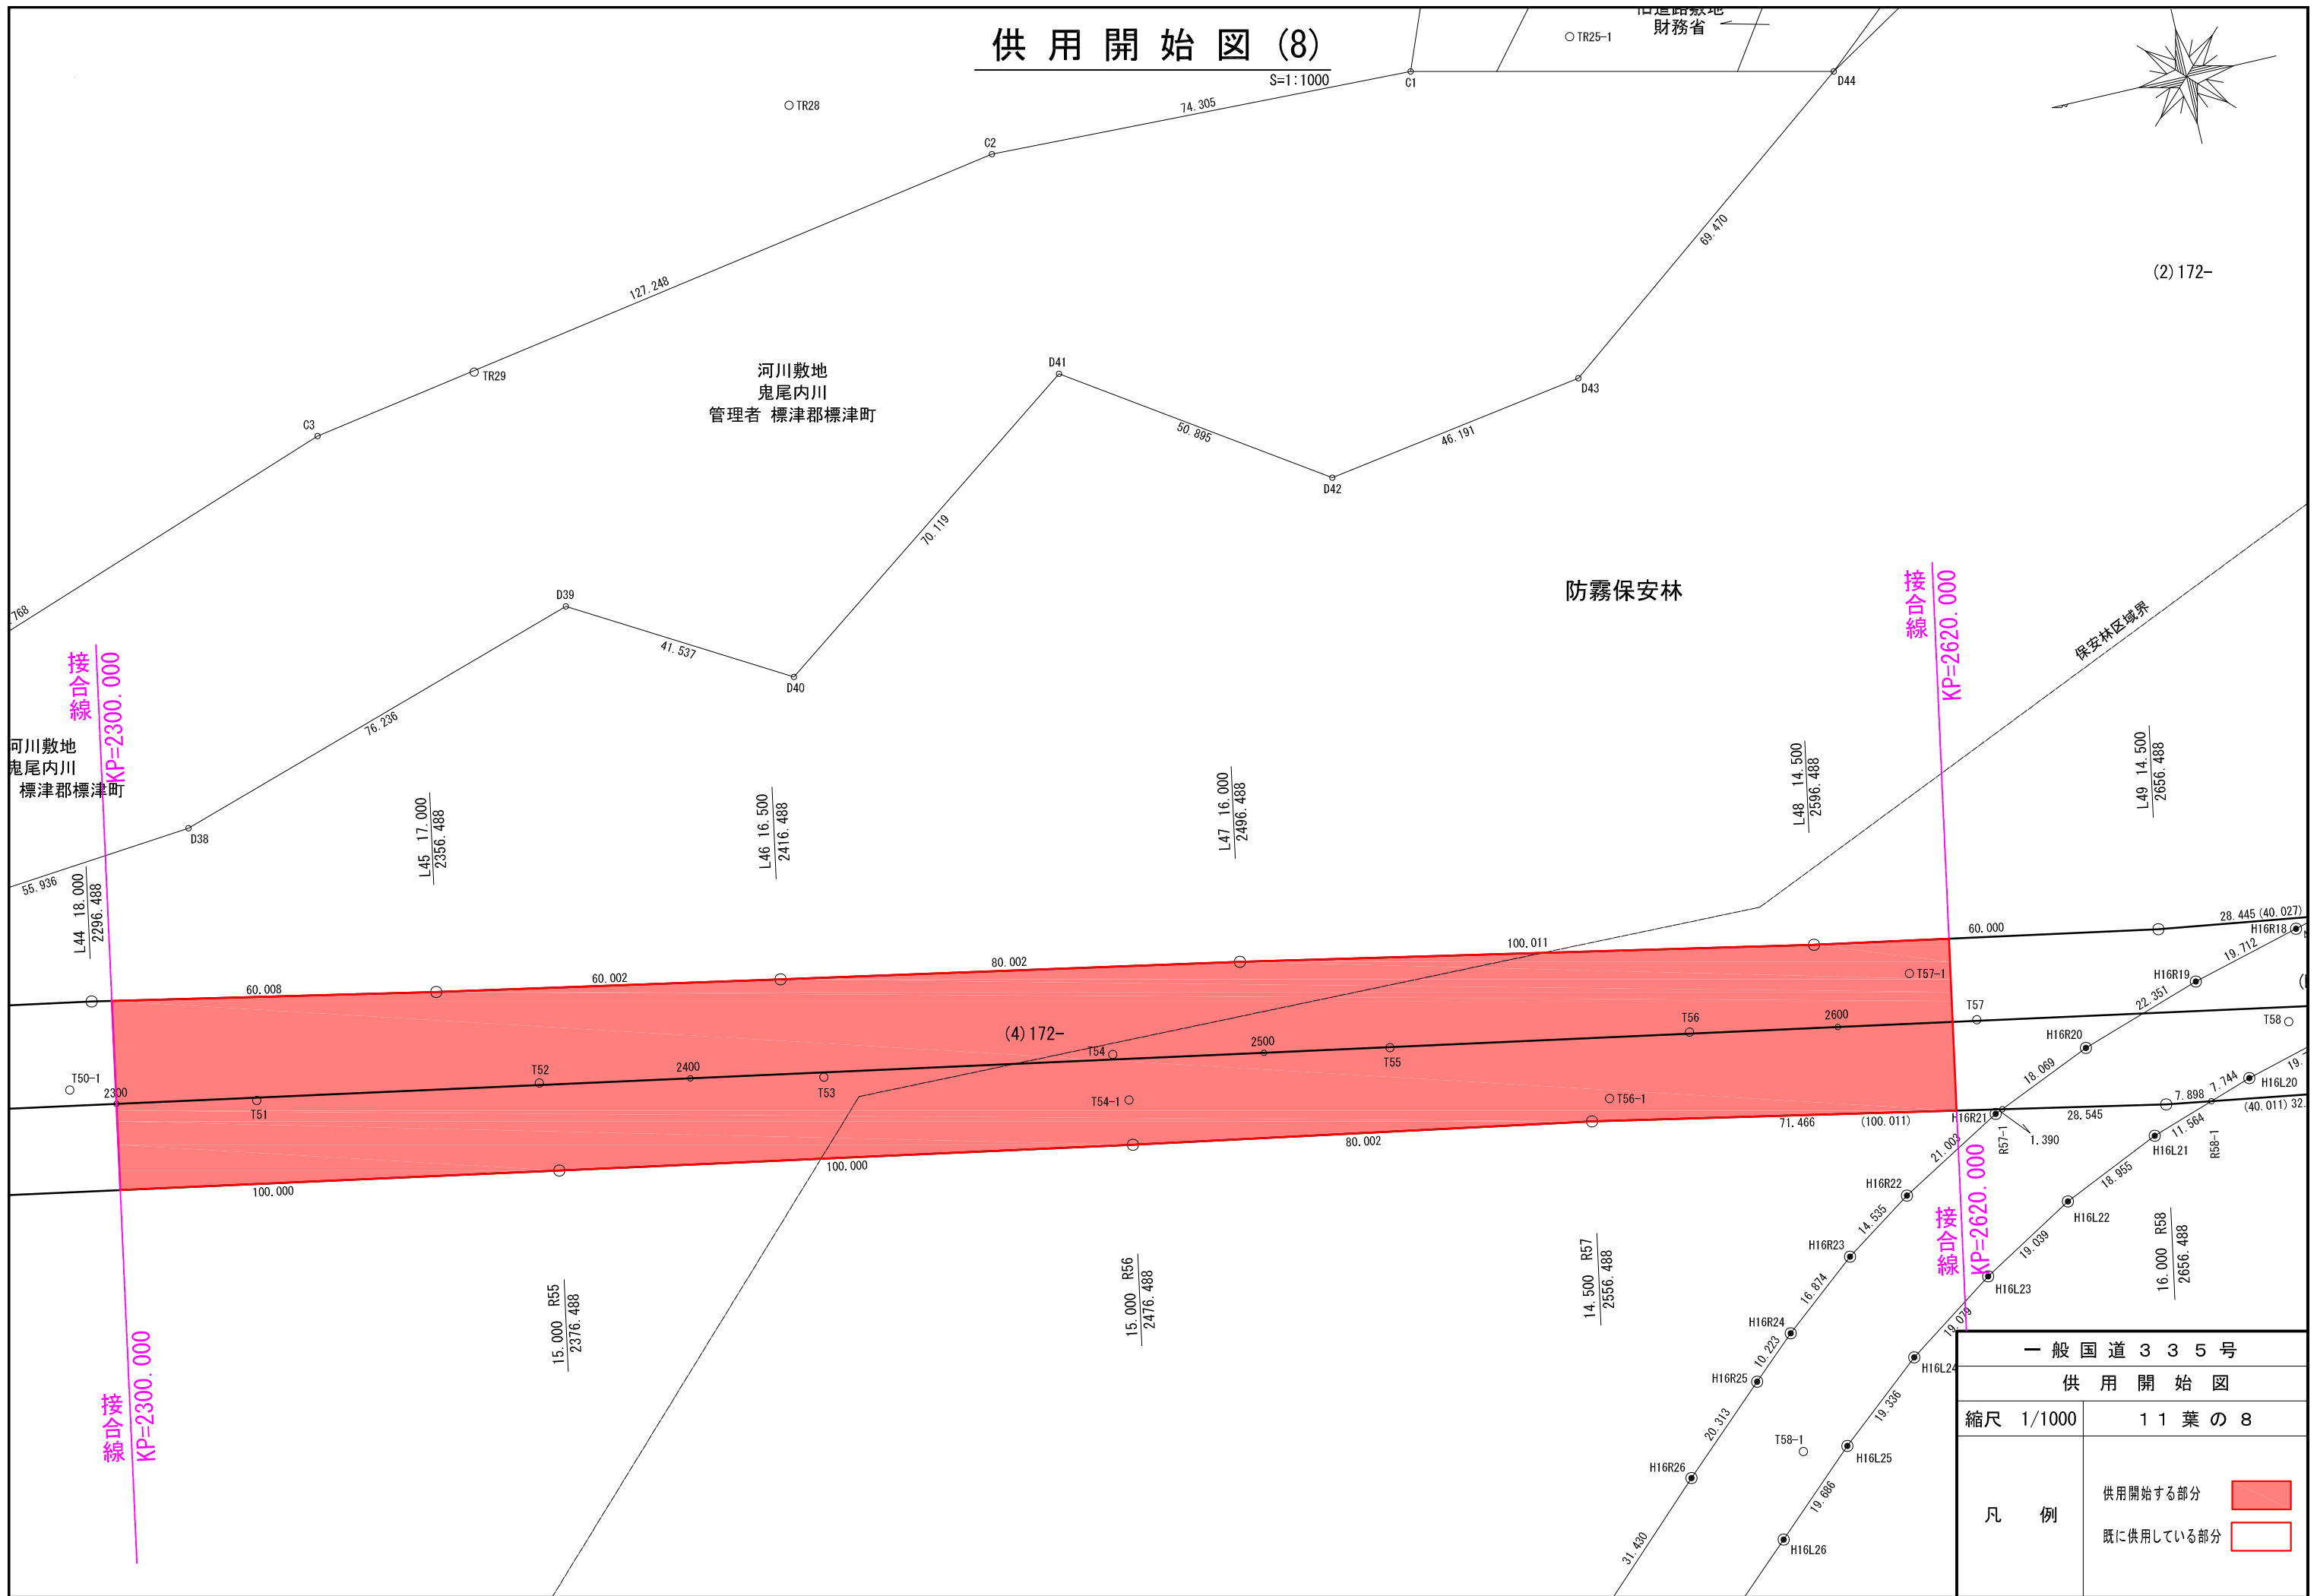 供用開始図(8)
S=1:1000
財務省
TR25-1
C1
D44
TR28
74.305
C2
69.470
(2)172-
127.248
TR29
河川敷地
鬼尾内川
管理者 標津郡標津町
D41
D43
50.895
46.191
C3
D42
70.119
防霧保安林
接合線
KP=2620.000
保安林区域界
.768
D39
41.537
D40
接合線
KP=2300.000
76.236
河川敷地
鬼尾内川
標津郡標津町
D38
55.936
L44 18.000
2296.488
L45 17.000
2356.488
L46 16.500
2416.488
L47 16.000
2496.488
L48 14.500
2596.488
L49 14.500
2656.488
60.008
60.002
80.002
100.011
60.000
28.445(40.027)
H16R18
19.712
H16R19
22.351
T57-1
T57
T58
H16R20
18.069
(4)172-
T50-1
2300
T51
T52
2400
T53
T54
T54-1
2500
T55
T56
T56-1
2600
7.898
7.744
H16L20
(40.011)32.
100.000
100.000
80.002
71.466
(100.011)
H16R21
28.545
1.390
R57-1
11.564
H16L21
R58-1
21.003
H16R22
18.955
H16L22
14.535
H16R23
19.039
H16L23
16.874
H16R24
19.079
H16L24
10.223
H16R25
19.336
20.313
T58-1
H16L25
H16R26
19.686
31.430
H16L26
15.000 R55
2376.488
15.000 R56
2476.488
14.500 R57
2556.488
16.000 R58
2656.488
接合線
KP=2300.000
接合線
KP=2620.000
一般国道335号
供用開始図
縮尺 1/1000
11葉の8
凡例
供用開始する部分
既に供用している部分